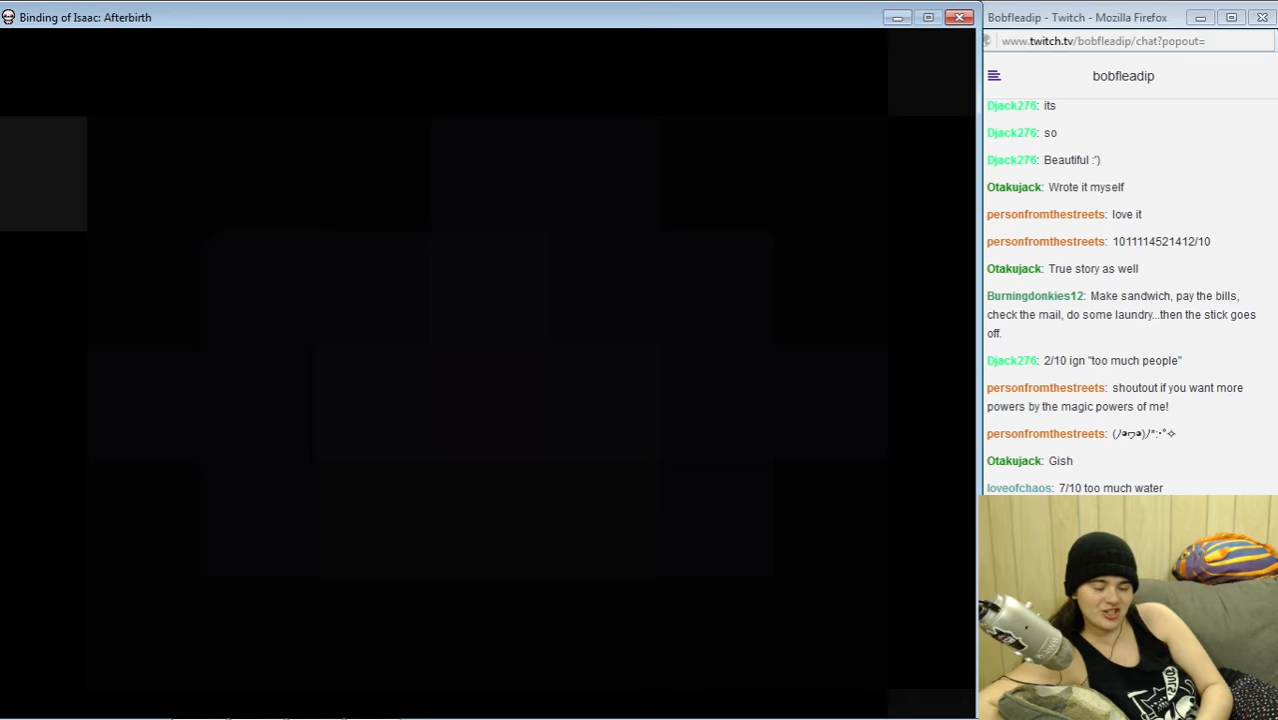 Binding of Isaac: Afterbirth
Bobfleadip - Twitch - Mozilla Firefox
www.twitch.tv/bobfleadip/chat?popout=
bobfleadip
Djack276: its
Djack276: so
Djack276: Beautiful :')
Otakujack: Wrote it myself
personfromthestreets: love it
personfromthestreets: 1011114521412/10
Otakujack: True story as well
Burningdonkies12: Make sandwich, pay the bills,
check the mail, do some laundry...then the stick goes
off.
Djack276: 2/10 ign "too much people"
personfromthestreets: shoutout if you want more
powers by the magic powers of me!
personfromthestreets:
Otakujack: Gish
loveofchaos: 7/10 too much water